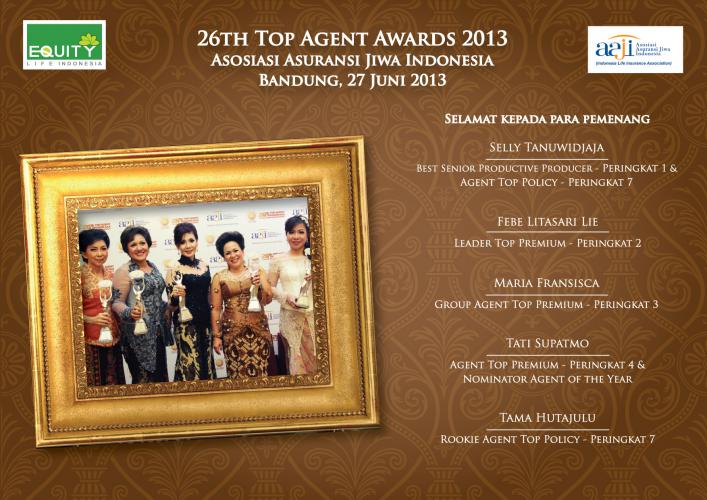 EQUITY
LIFE INDONESIA
26TH TOP AGENT AWARDS 2013
ASOSIASI ASURANSI JIWA INDONESIA
BANDUNG, 27 JUNI 2013
aaji Asosiasi
Asuransi Jiwa
Indonesia
(Indonesia Life Insurance Association)
SELAMAT KEPADA PARA PEMENANG
SELLY TANUWIDJAJA
BEST SENIOR PRODUCTIVE PRODUCER - PERINGKAT 1 &
AGENT TOP POLICY - PERINGKAT 7
FEBE LITASARI LIE
LEADER TOP PREMIUM - PERINGKAT 2
MARIA FRANSISCA
GROUP AGENT TOP PREMIUM - PERINGKAT 3
TATI SUPATMO
AGENT TOP PREMIUM - PERINGKAT 4 &
NOMINATOR AGENT OF THE YEAR
TAMA HUTAJULU
ROOKIE AGENT TOP POLICY - PERINGKAT 7
aaji
aaji